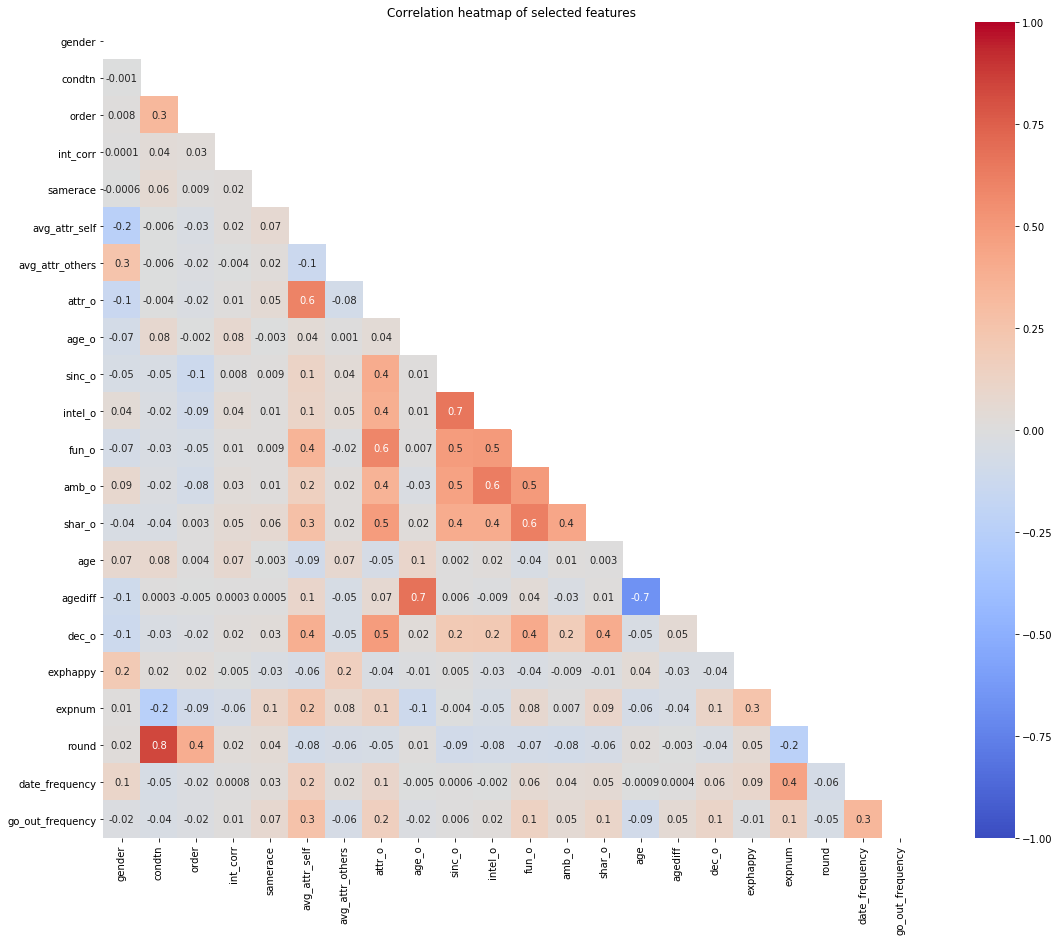 Correlation heatmap of selected features
gender
condtn -0.001
order 0.008 0.3
int_corr 0.0001 0.04 0.03
samerace -0.0006 0.06 0.009 0.02
avg_attr_self -0.2 -0.006 -0.03 0.02 0.07
avg_attr_others 0.3 -0.006 -0.02 -0.004 0.02 -0.1
attr_o -0.1 -0.004 -0.02 0.01 0.05 0.6 -0.08
age_o -0.07 0.08 -0.002 0.08 -0.003 0.04 0.001 0.04
sinc_o -0.05 -0.05 -0.1 0.008 0.009 0.1 0.04 0.4 0.01
intel_o 0.04 -0.02 -0.09 0.04 0.01 0.1 0.05 0.4 0.01 0.7
fun_o -0.07 -0.03 -0.05 0.01 0.009 0.4 -0.02 0.6 0.007 0.5 0.5
amb_o 0.09 -0.02 -0.08 0.03 0.01 0.2 0.02 0.4 -0.03 0.5 0.6 0.5
shar_o -0.04 -0.04 0.003 0.05 0.06 0.3 0.02 0.5 0.02 0.4 0.4 0.6 0.4
age 0.07 0.08 0.004 0.07 -0.003 -0.09 0.07 -0.05 0.1 0.002 0.02 -0.04 0.01 0.003
agediff -0.1 0.0003 -0.005 0.0003 0.0005 0.1 -0.05 0.07 0.7 0.006 -0.009 0.04 -0.03 0.01 -0.7
dec_o -0.1 -0.03 -0.02 0.02 0.03 0.4 -0.05 0.5 0.02 0.2 0.2 0.4 0.2 0.4 -0.05 0.05
exphappy 0.2 0.02 0.02 -0.005 -0.03 -0.06 0.2 -0.04 -0.01 0.005 -0.03 -0.04 -0.009 -0.01 0.04 -0.03 -0.04
expnum 0.01 -0.2 -0.09 -0.06 0.1 0.2 0.08 0.1 -0.1 -0.004 -0.05 0.08 0.007 0.09 -0.06 -0.04 0.1 0.3
round 0.02 0.8 0.4 0.02 0.04 -0.08 -0.06 -0.05 0.01 -0.09 -0.08 -0.07 -0.08 -0.06 0.02 -0.003 -0.04 0.05 -0.2
date_frequency 0.1 -0.05 -0.02 0.0008 0.03 0.2 0.02 0.1 -0.005 0.0006 -0.002 0.06 0.04 0.05 -0.0009 0.0004 0.06 0.09 0.4 -0.06
go_out_frequency -0.02 -0.04 -0.02 0.01 0.07 0.3 -0.06 0.2 -0.02 0.006 0.02 0.1 0.05 0.1 -0.09 0.05 0.1 -0.01 0.1 -0.05 0.3
gender condtn order int_corr samerace avg_attr_self avg_attr_others attr_o age_o sinc_o intel_o fun_o amb_o shar_o age agediff dec_o exphappy expnum round date_frequency go_out_frequency
1.00
0.75
0.50
0.25
0.00
−0.25
−0.50
−0.75
−1.00